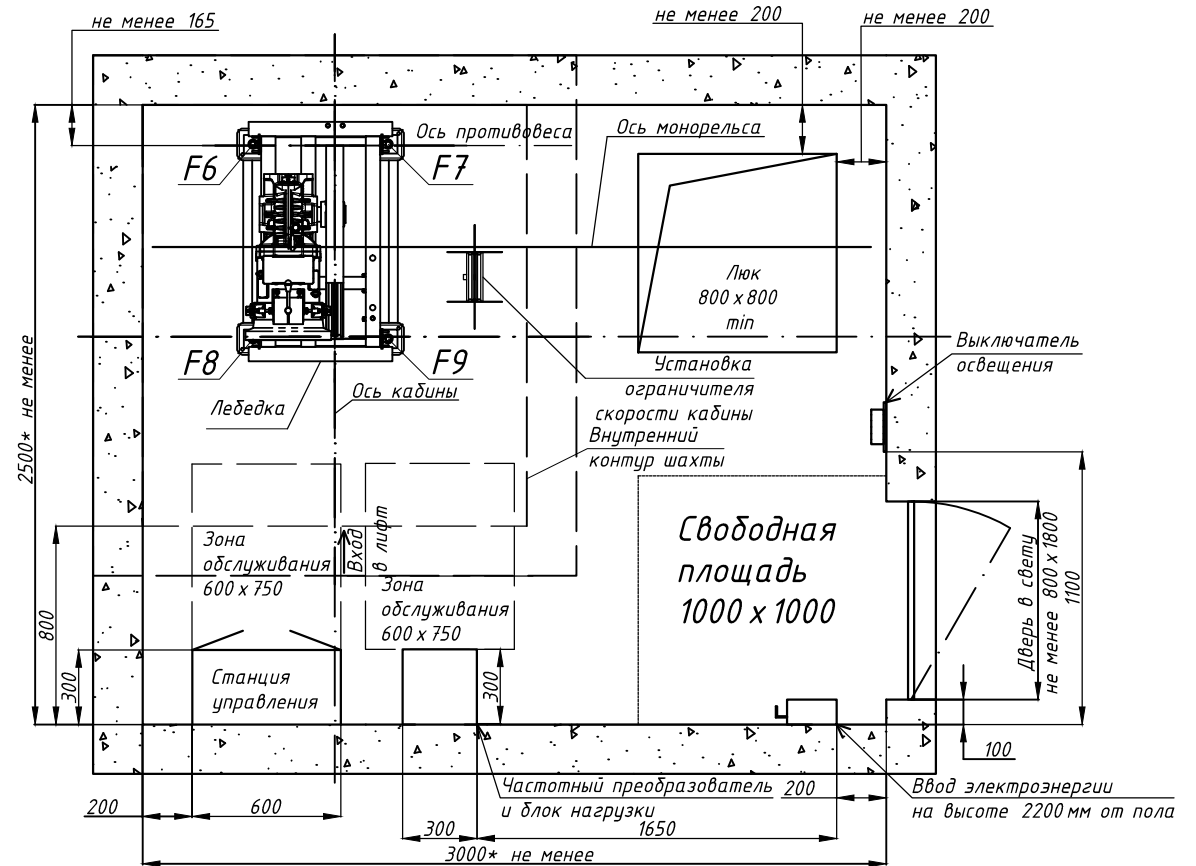 не менее 165
не менее 200
не менее 200
Ось противовеса
Ось монорельса
F6
F7
Люк
800 x 800
min
F8
F9
Выключатель
освещения
Установка
ограничителя
скорости кабины
Лебедка
Ось кабины
Внутренний
контур шахты
2500* не менее
Зона
обслуживания
600 x 750
Вход
в лифт
Зона
обслуживания
600 x 750
Свободная
площадь
1000 x 1000
Дверь в свету
не менее 800 x 1800
1100
800
300
Станция
управления
300
100
Частотный преобразователь
и блок нагрузки
200
Ввод электроэнергии
на высоте 2200 мм от пола
200
600
300
1650
3000* не менее